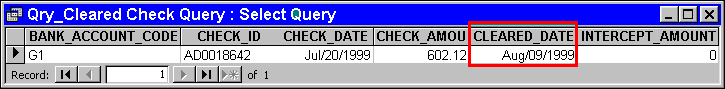 Qry_Cleared Check Query : Select Query
BANK_ACCOUNT_CODE CHECK_ID CHECK_DATE CHECK_AMOU CLEARED_DATE INTERCEPT_AMOUNT
G1 AD0018642 Jul/20/1999 602.12 Aug/09/1999 0
Record: 1 of 1